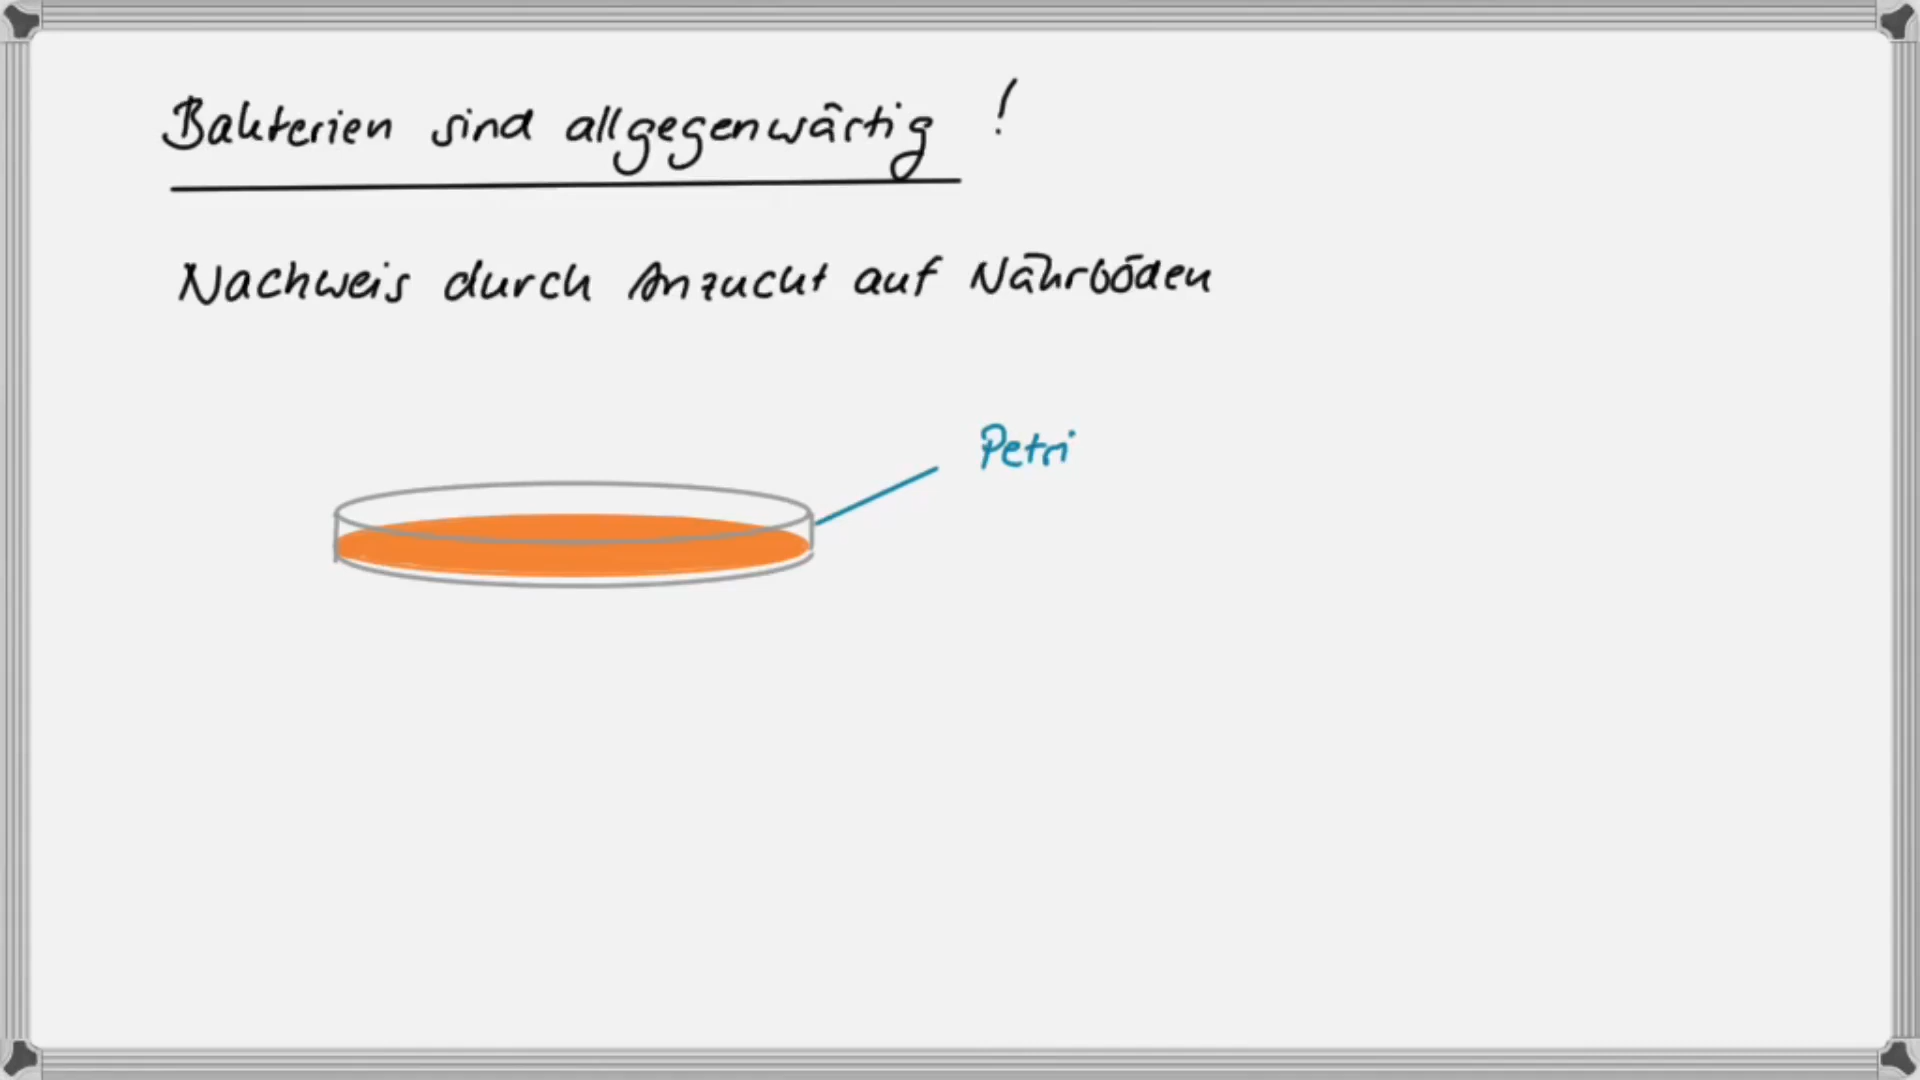 Bakterien sind allgegenwärtig !
Nachweis durch Anzucht auf Nährböden
Petri